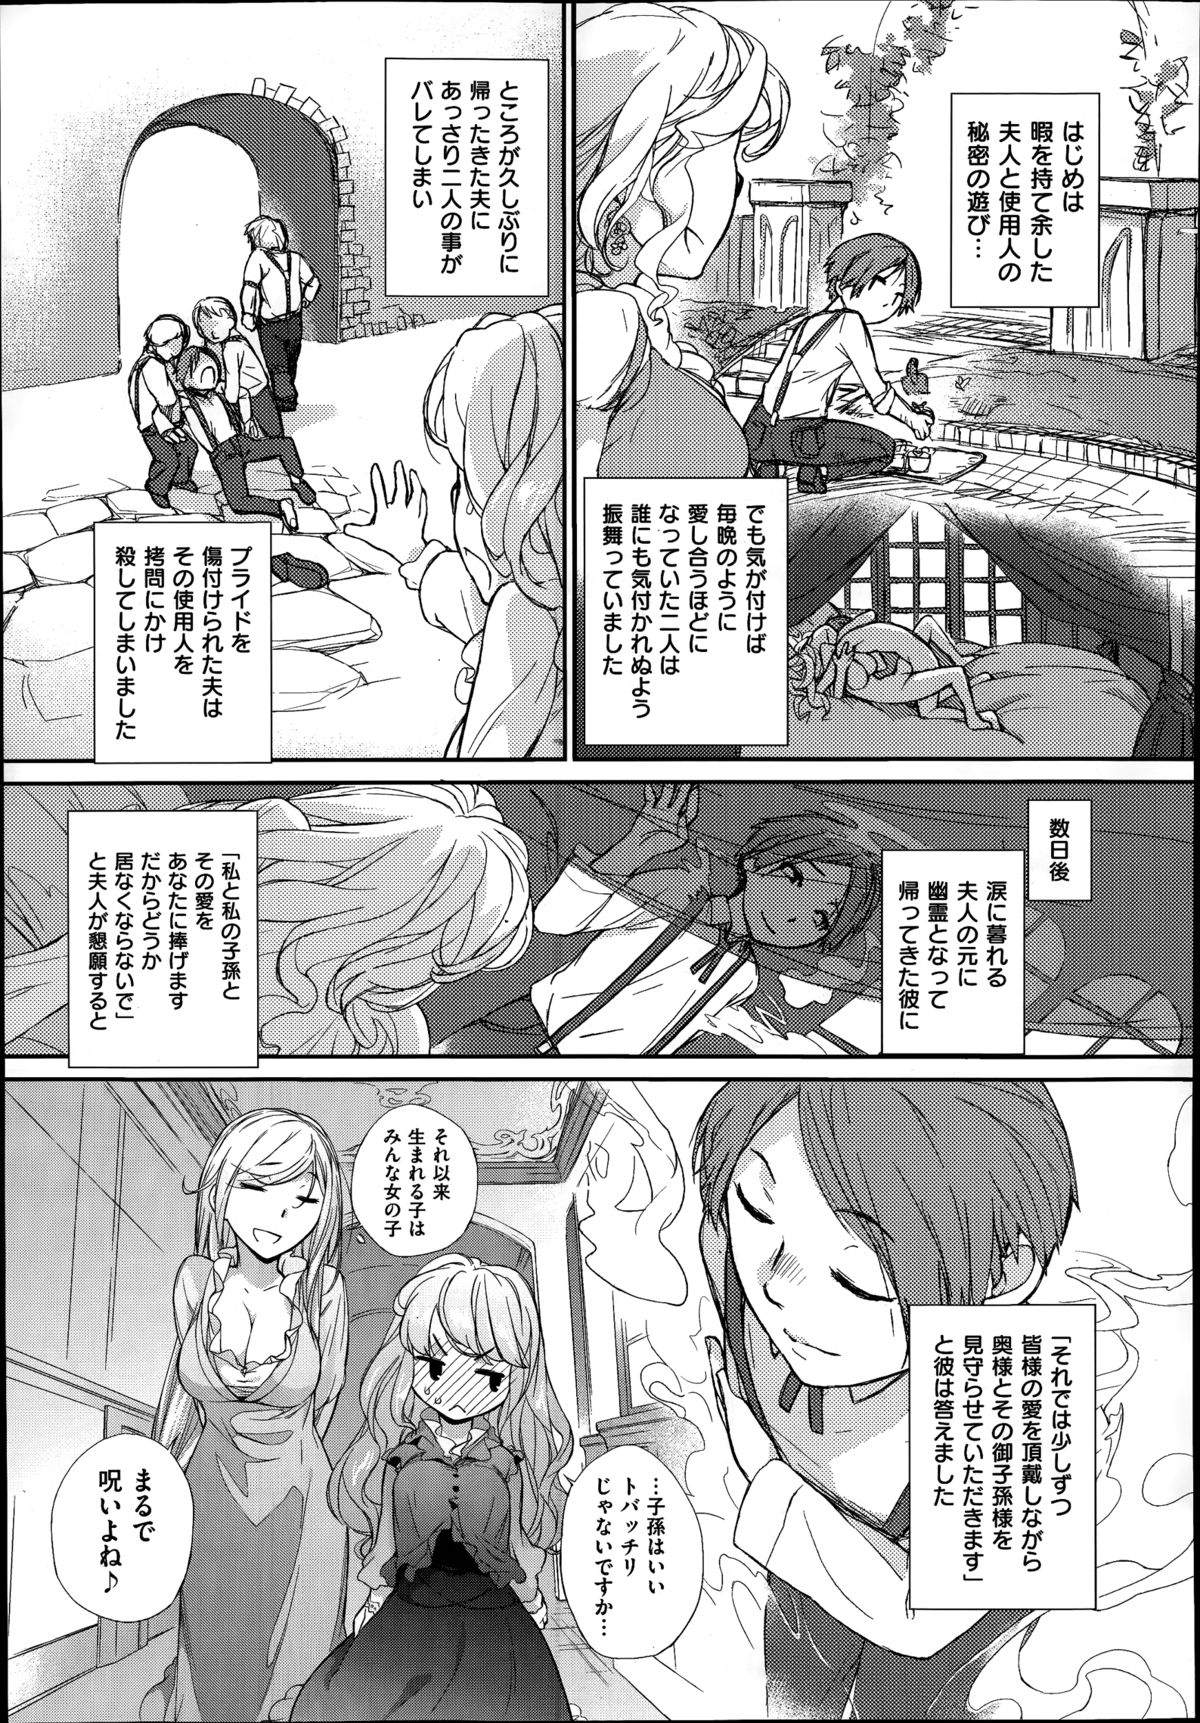 はじめは
暇を持て余した
夫人と使用人の
秘密の遊び…
でも気が付けば
毎晩のように
愛し合うほどに
なっていた二人は
誰にも気付かれぬよう
振舞っていました
ところが久しぶりに
帰ったきた夫に
あっさり二人の事が
バレてしまい
プライドを
傷付けられた夫は
その使用人を
拷問にかけ
殺してしまいました
数日後
涙に暮れる
夫人の元に
幽霊となって
帰ってきた彼に
「私と私の子孫と
その愛を
あなたに捧げます
だからどうか
居なくならないで」
と夫人が懇願すると
「それでは少しずつ
皆様の愛を頂戴しながら
奥様とその御子孫様を
見守らせていただきます」
と彼は答えました
それ以来
生まれる子は
みんな女の子
…子孫はいい
トバッチリ
じゃないですか…
まるで
呪いよね♪